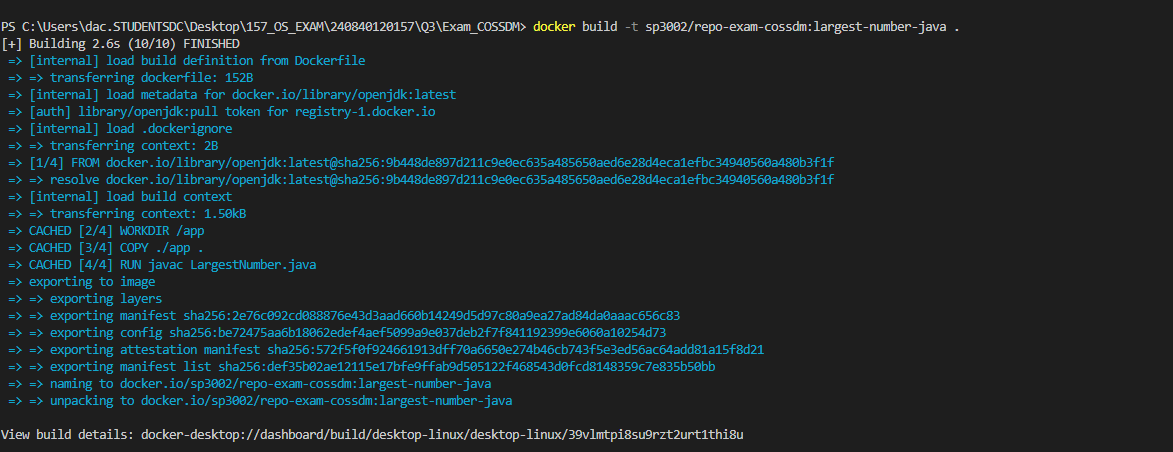 PS C:\Users\dac.STUDENTSDC\Desktop\157_OS_EXAM\240840120157\Q3\Exam_COSSDM> docker build -t sp3002/repo-exam-cossdm:largest-number-java .
[+] Building 2.6s (10/10) FINISHED
=> [internal] load build definition from Dockerfile
=> => transferring dockerfile: 152B
=> [internal] load metadata for docker.io/library/openjdk:latest
=> [auth] library/openjdk:pull token for registry-1.docker.io
=> [internal] load .dockerignore
=> => transferring context: 2B
=> [1/4] FROM docker.io/library/openjdk:latest@sha256:9b448de897d211c9e0ec635a485650aed6e28d4eca1efbc34940560a480b3f1f
=> => resolve docker.io/library/openjdk:latest@sha256:9b448de897d211c9e0ec635a485650aed6e28d4eca1efbc34940560a480b3f1f
=> [internal] load build context
=> => transferring context: 1.50kB
=> CACHED [2/4] WORKDIR /app
=> CACHED [3/4] COPY ./app .
=> CACHED [4/4] RUN javac LargestNumber.java
=> exporting to image
=> => exporting layers
=> => exporting manifest sha256:2e76c092cd088876e43d3aad660b14249d5d97c80a9ea27ad84da0aaac656c83
=> => exporting config sha256:be72475aa6b18062edef4aef5099a9e037deb2f7f841192399e6060a10254d73
=> => exporting attestation manifest sha256:572f5f0f924661913dff70a6650e274b46cb743f5e3ed56ac64add81a15f8d21
=> => exporting manifest list sha256:def35b02ae12115e17bfe9ffab9d505122f468543d0fcd8148359c7e835b50bb
=> => naming to docker.io/sp3002/repo-exam-cossdm:largest-number-java
=> => unpacking to docker.io/sp3002/repo-exam-cossdm:largest-number-java
View build details: docker-desktop://dashboard/build/desktop-linux/desktop-linux/39vlmtpi8su9rzt2urt1thi8u